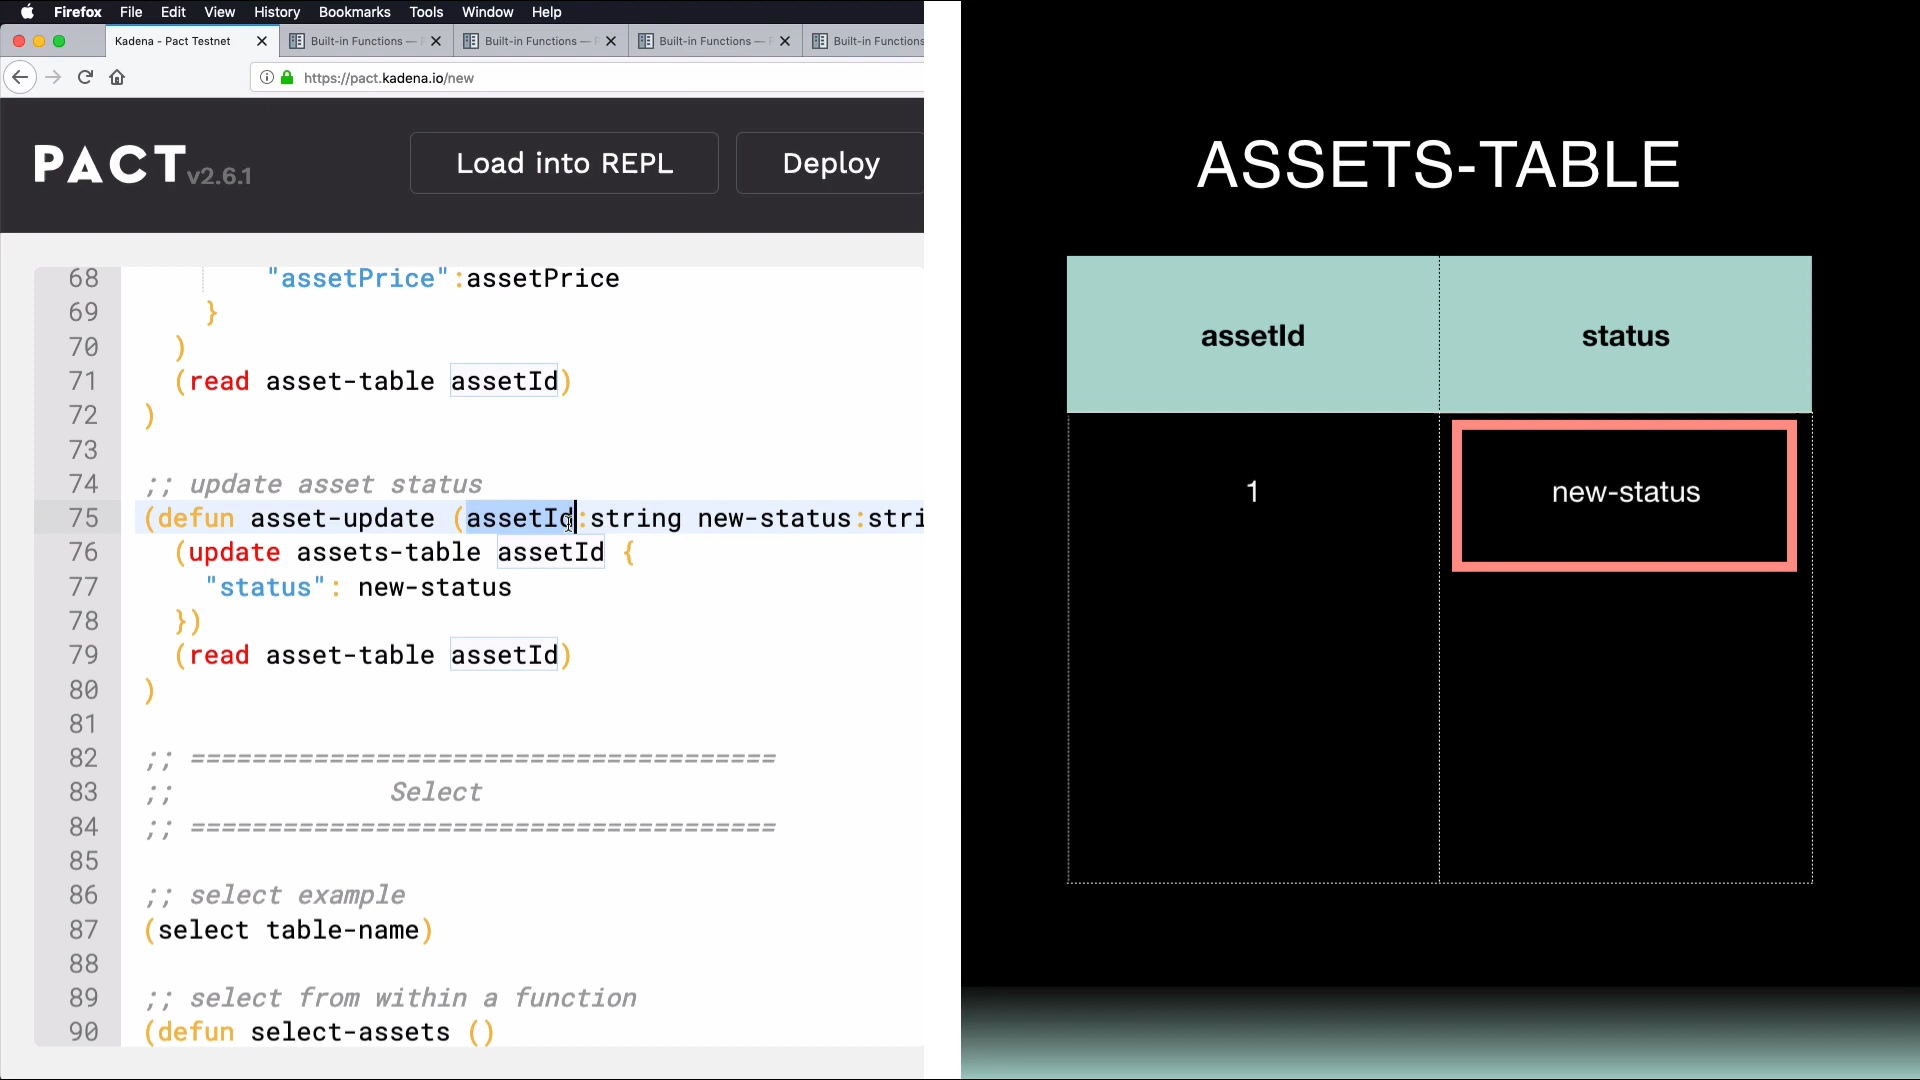 Firefox File Edit View History Bookmarks Tools Window Help
Kadena - Pact Testnet
Built-in Functions —
Built-in Functions —
Built-in Functions —
Built-in Functions
https://pact.kadena.io/new
PACT v2.6.1
Load into REPL
Deploy
68 "assetPrice":assetPrice
69 }
70 )
71 (read asset-table assetId)
72 )
73
74 ;; update asset status
75 (defun asset-update (assetId:string new-status:stri
76 (update assets-table assetId {
77 "status": new-status
78 })
79 (read asset-table assetId)
80 )
81
82 ;; ======================================
83 ;; Select
84 ;; ======================================
85
86 ;; select example
87 (select table-name)
88
89 ;; select from within a function
90 (defun select-assets ()
ASSETS-TABLE
assetId status
1 new-status